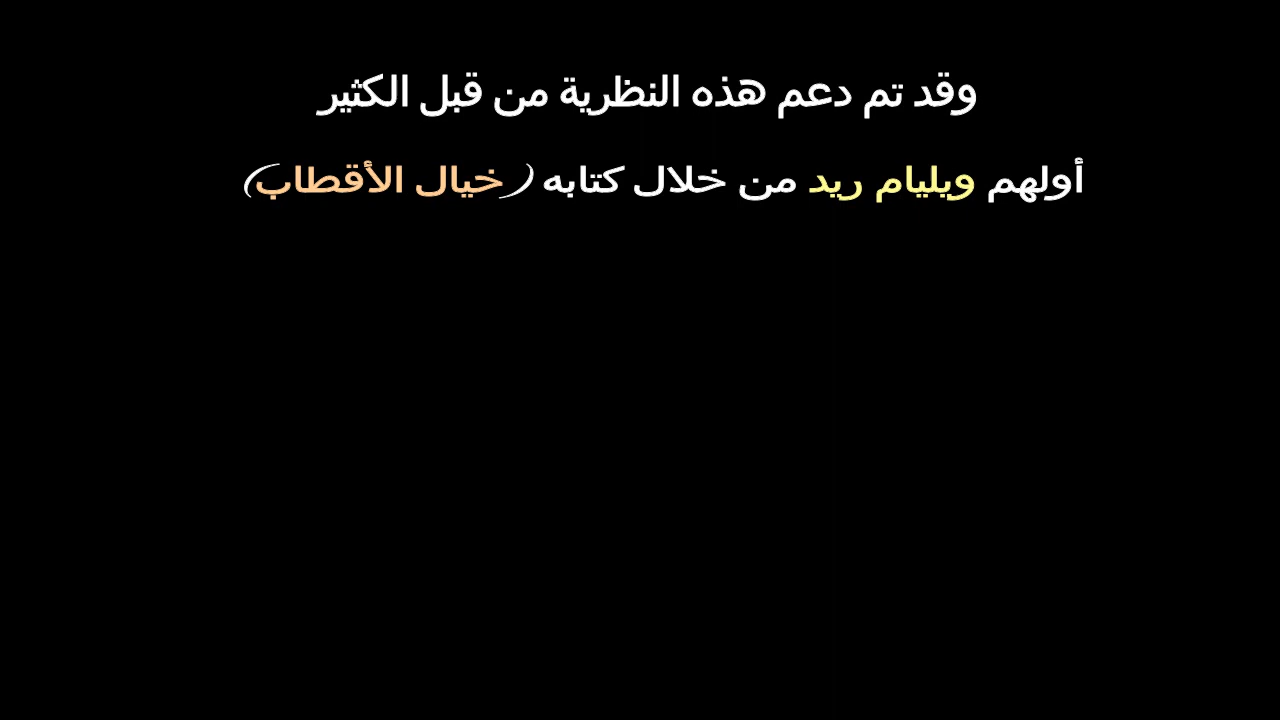 وقد تم دعم هذه النظرية من قبل الكثير
أولهم ويليام ريد من خلال كتابه (خيال الأقطاب)